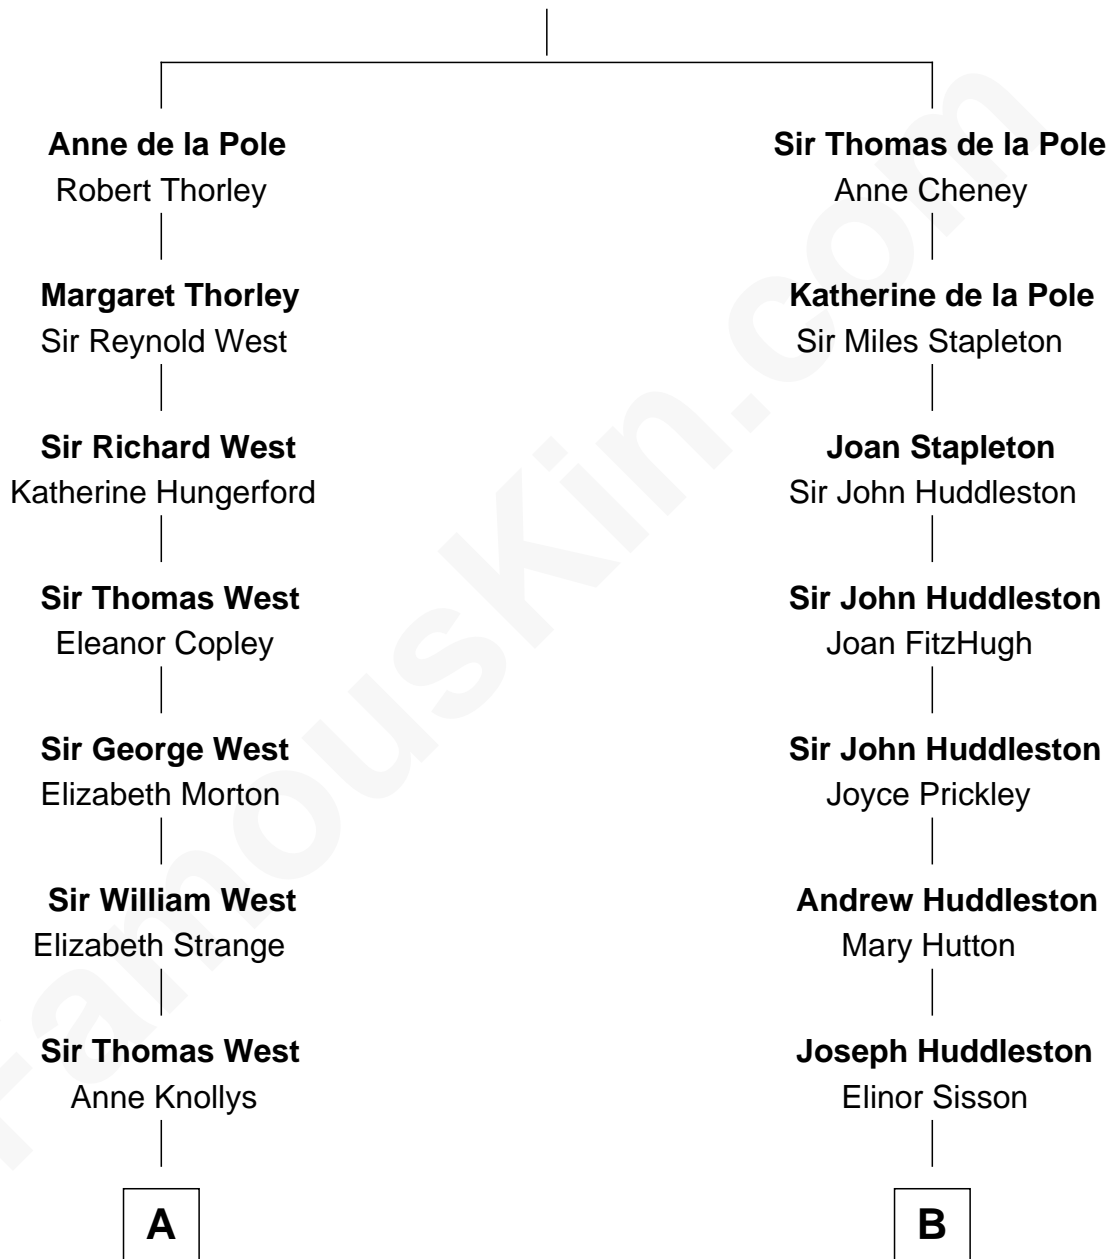 Anne de la Pole
Robert Thorley
Sir Thomas de la Pole
Anne Cheney
Margaret Thorley
Sir Reynold West
Katherine de la Pole
Sir Miles Stapleton
Sir Richard West
Katherine Hungerford
Joan Stapleton
Sir John Huddleston
Sir Thomas West
Eleanor Copley
Sir John Huddleston
Joan FitzHugh
Sir George West
Elizabeth Morton
Sir John Huddleston
Joyce Prickley
Sir William West
Elizabeth Strange
Andrew Huddleston
Mary Hutton
Sir Thomas West
Anne Knollys
Joseph Huddleston
Elinor Sisson
A
B
FamousKin.com